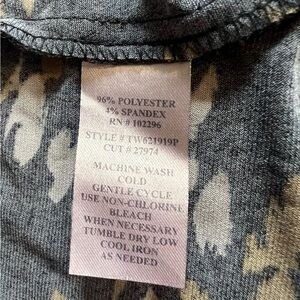 96% POLYESTER
4% SPANDEX
RN # 102296
STYLE # TW621919P
CUT # 27974
MACHINE WASH
COLD
GENTLE CYCLE
USE NON-CHLORINE
BLEACH
WHEN NECESSARY
TUMBLE DRY LOW
COOL IRON
AS NEEDED